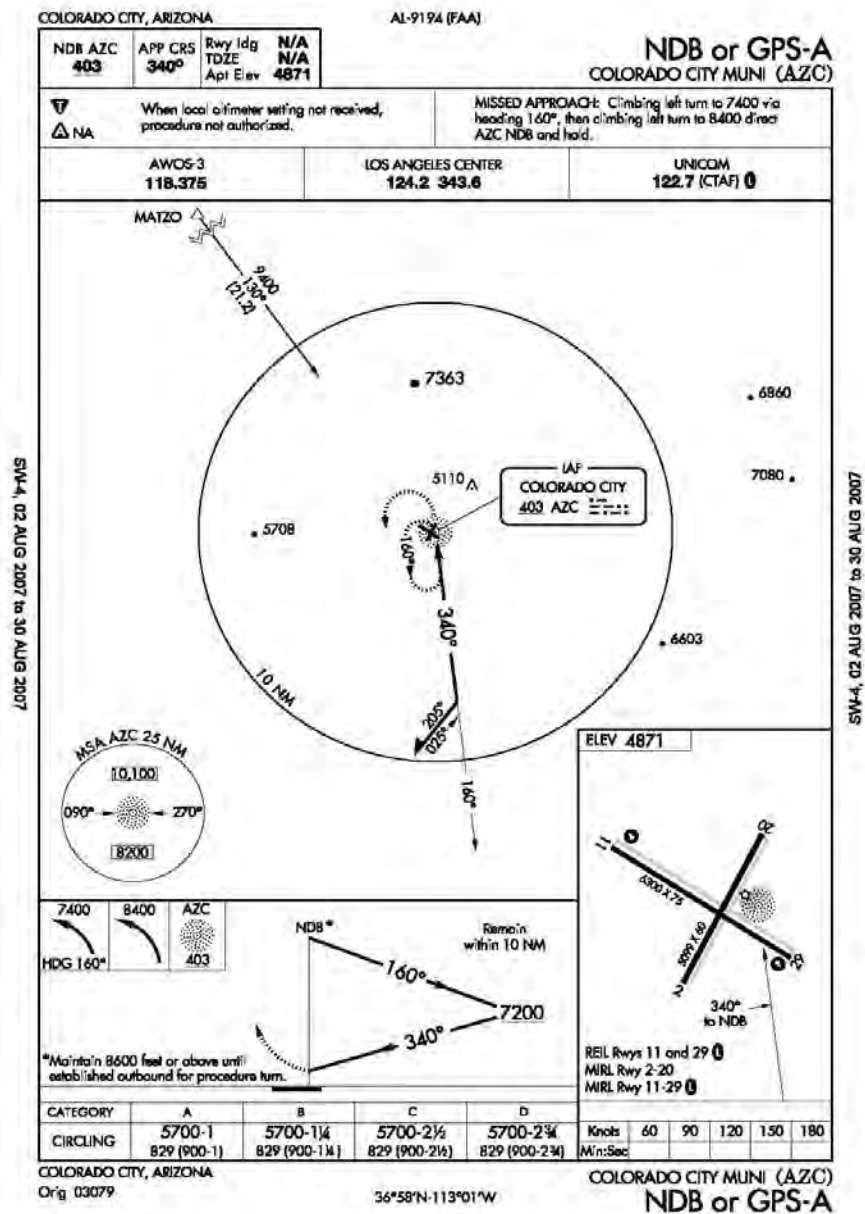 COLORADO CITY, ARIZONA
AL-9194 (FAA)
NDB AZC
403
APP CRS
340°
Rwy ldg N/A
TDZE N/A
Apt Elev 4871
NDB or GPS-A
COLORADO CITY MUNI (AZC)
T
A NA
When local altimeter setting not received,
procedure not authorized.
MISSED APPROACH: Climbing left turn to 7400 via
heading 160°, then climbing left turn to 8400 direct
AZC NDB and hold.
AWOS-3
118.375
LOS ANGELES CENTER
124.2 343.6
UNICOM
122.7 (CTAF) L
MATZO
9400
130°
(21.2)
7363
6860
7080
5110
IAF
COLORADO CITY
403 AZC
5708
160°
340°
6603
10 NM
205°
025°
160°
MSA AZC 25 NM
10,100
090°
270°
8200
SW-4, 02 AUG 2007 to 30 AUG 2007
SW-4, 02 AUG 2007 to 30 AUG 2007
ELEV 4871
11
20
L
6300 X 75
5099 X 60
2
29
L
340°
to NDB
REIL Rwys 11 and 29 L
MIRL Rwy 2-20
MIRL Rwy 11-29 L
7400
HDG 160°
8400
AZC
403
NDB*
Remain
within 10 NM
160°
7200
340°
*Maintain 8600 feet or above until
established outbound for procedure turn.
CATEGORY A B C D
CIRCLING
5700-1
829 (900-1)
5700-1¼
829 (900-1¼)
5700-2½
829 (900-2½)
5700-2¾
829 (900-2¾)
Knots 60 90 120 150 180
Min:Sec
COLORADO CITY, ARIZONA
Orig 03079
36°58'N-113°01'W
COLORADO CITY MUNI (AZC)
NDB or GPS-A